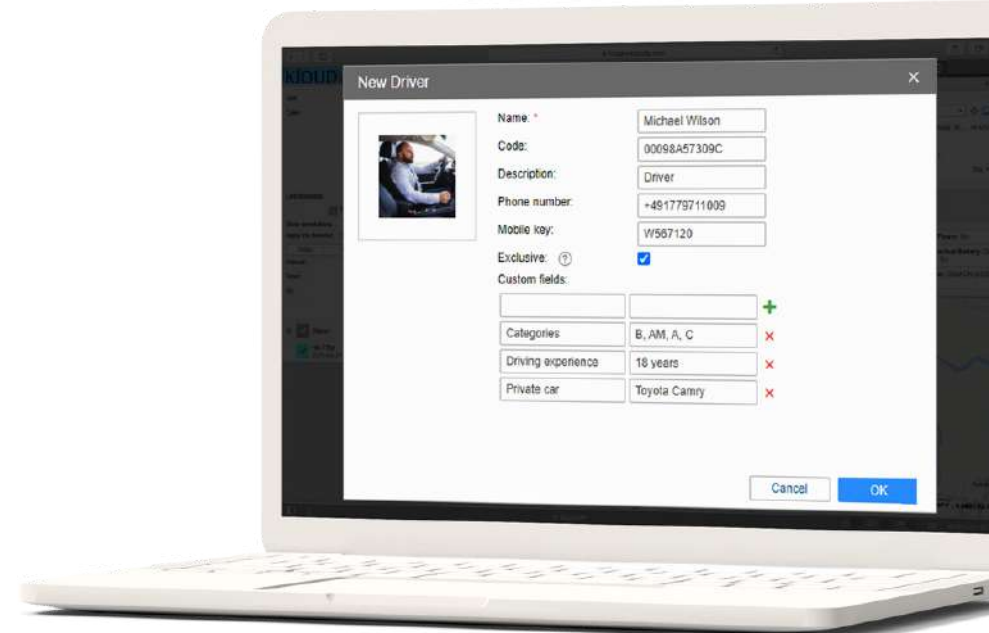 KlOUD
New Driver
Name: *
Michael Wilson
Code:
00098A57309C
Description:
Driver
Phone number:
+491779711009
Mobile key:
W567120
Exclusive: ?
Custom fields:
Categories
B, AM, A, C
Driving experience
18 years
Private car
Toyota Camry
Cancel
OK